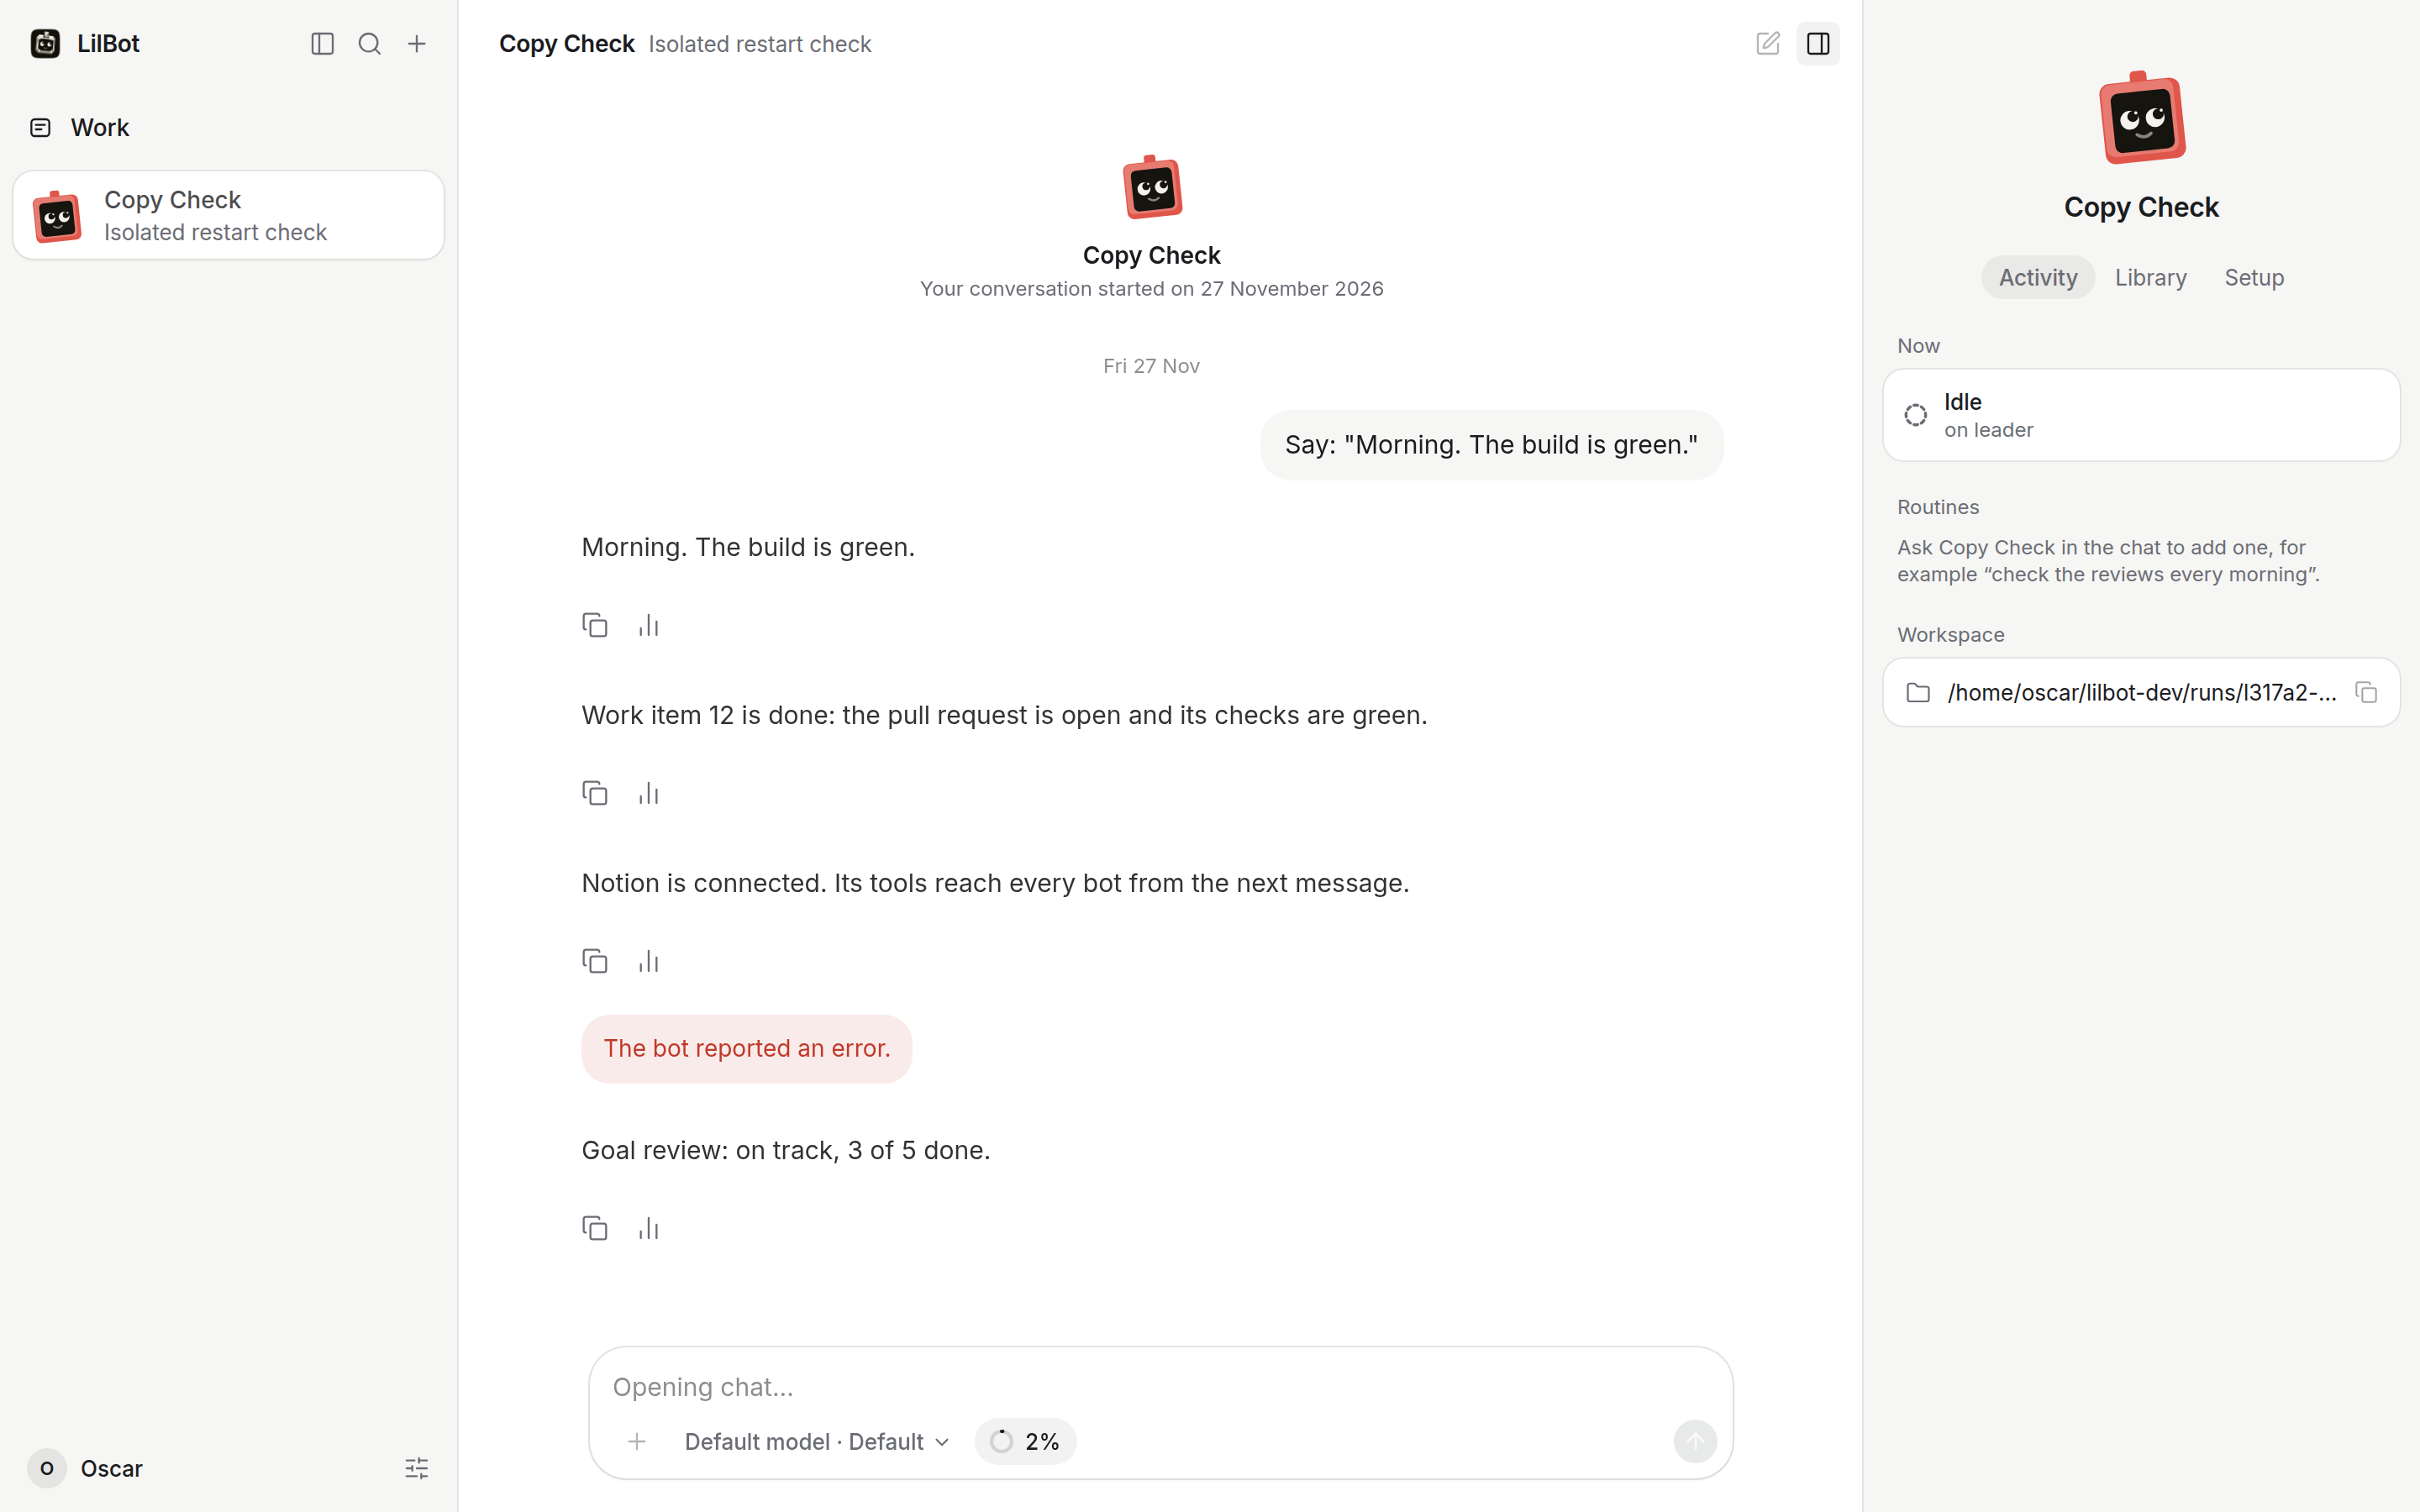 LilBot
Work
Copy Check
Isolated restart check
O
Oscar
Copy Check Isolated restart check
Copy Check
Your conversation started on 27 November 2026
Fri 27 Nov
Say: "Morning. The build is green."
Morning. The build is green.
Work item 12 is done: the pull request is open and its checks are green.
Notion is connected. Its tools reach every bot from the next message.
The bot reported an error.
Goal review: on track, 3 of 5 done.
Opening chat...
Default model · Default
2%
Copy Check
Activity Library Setup
Now
Idle
on leader
Routines
Ask Copy Check in the chat to add one, for
example “check the reviews every morning”.
Workspace
/home/oscar/lilbot-dev/runs/l317a2-...